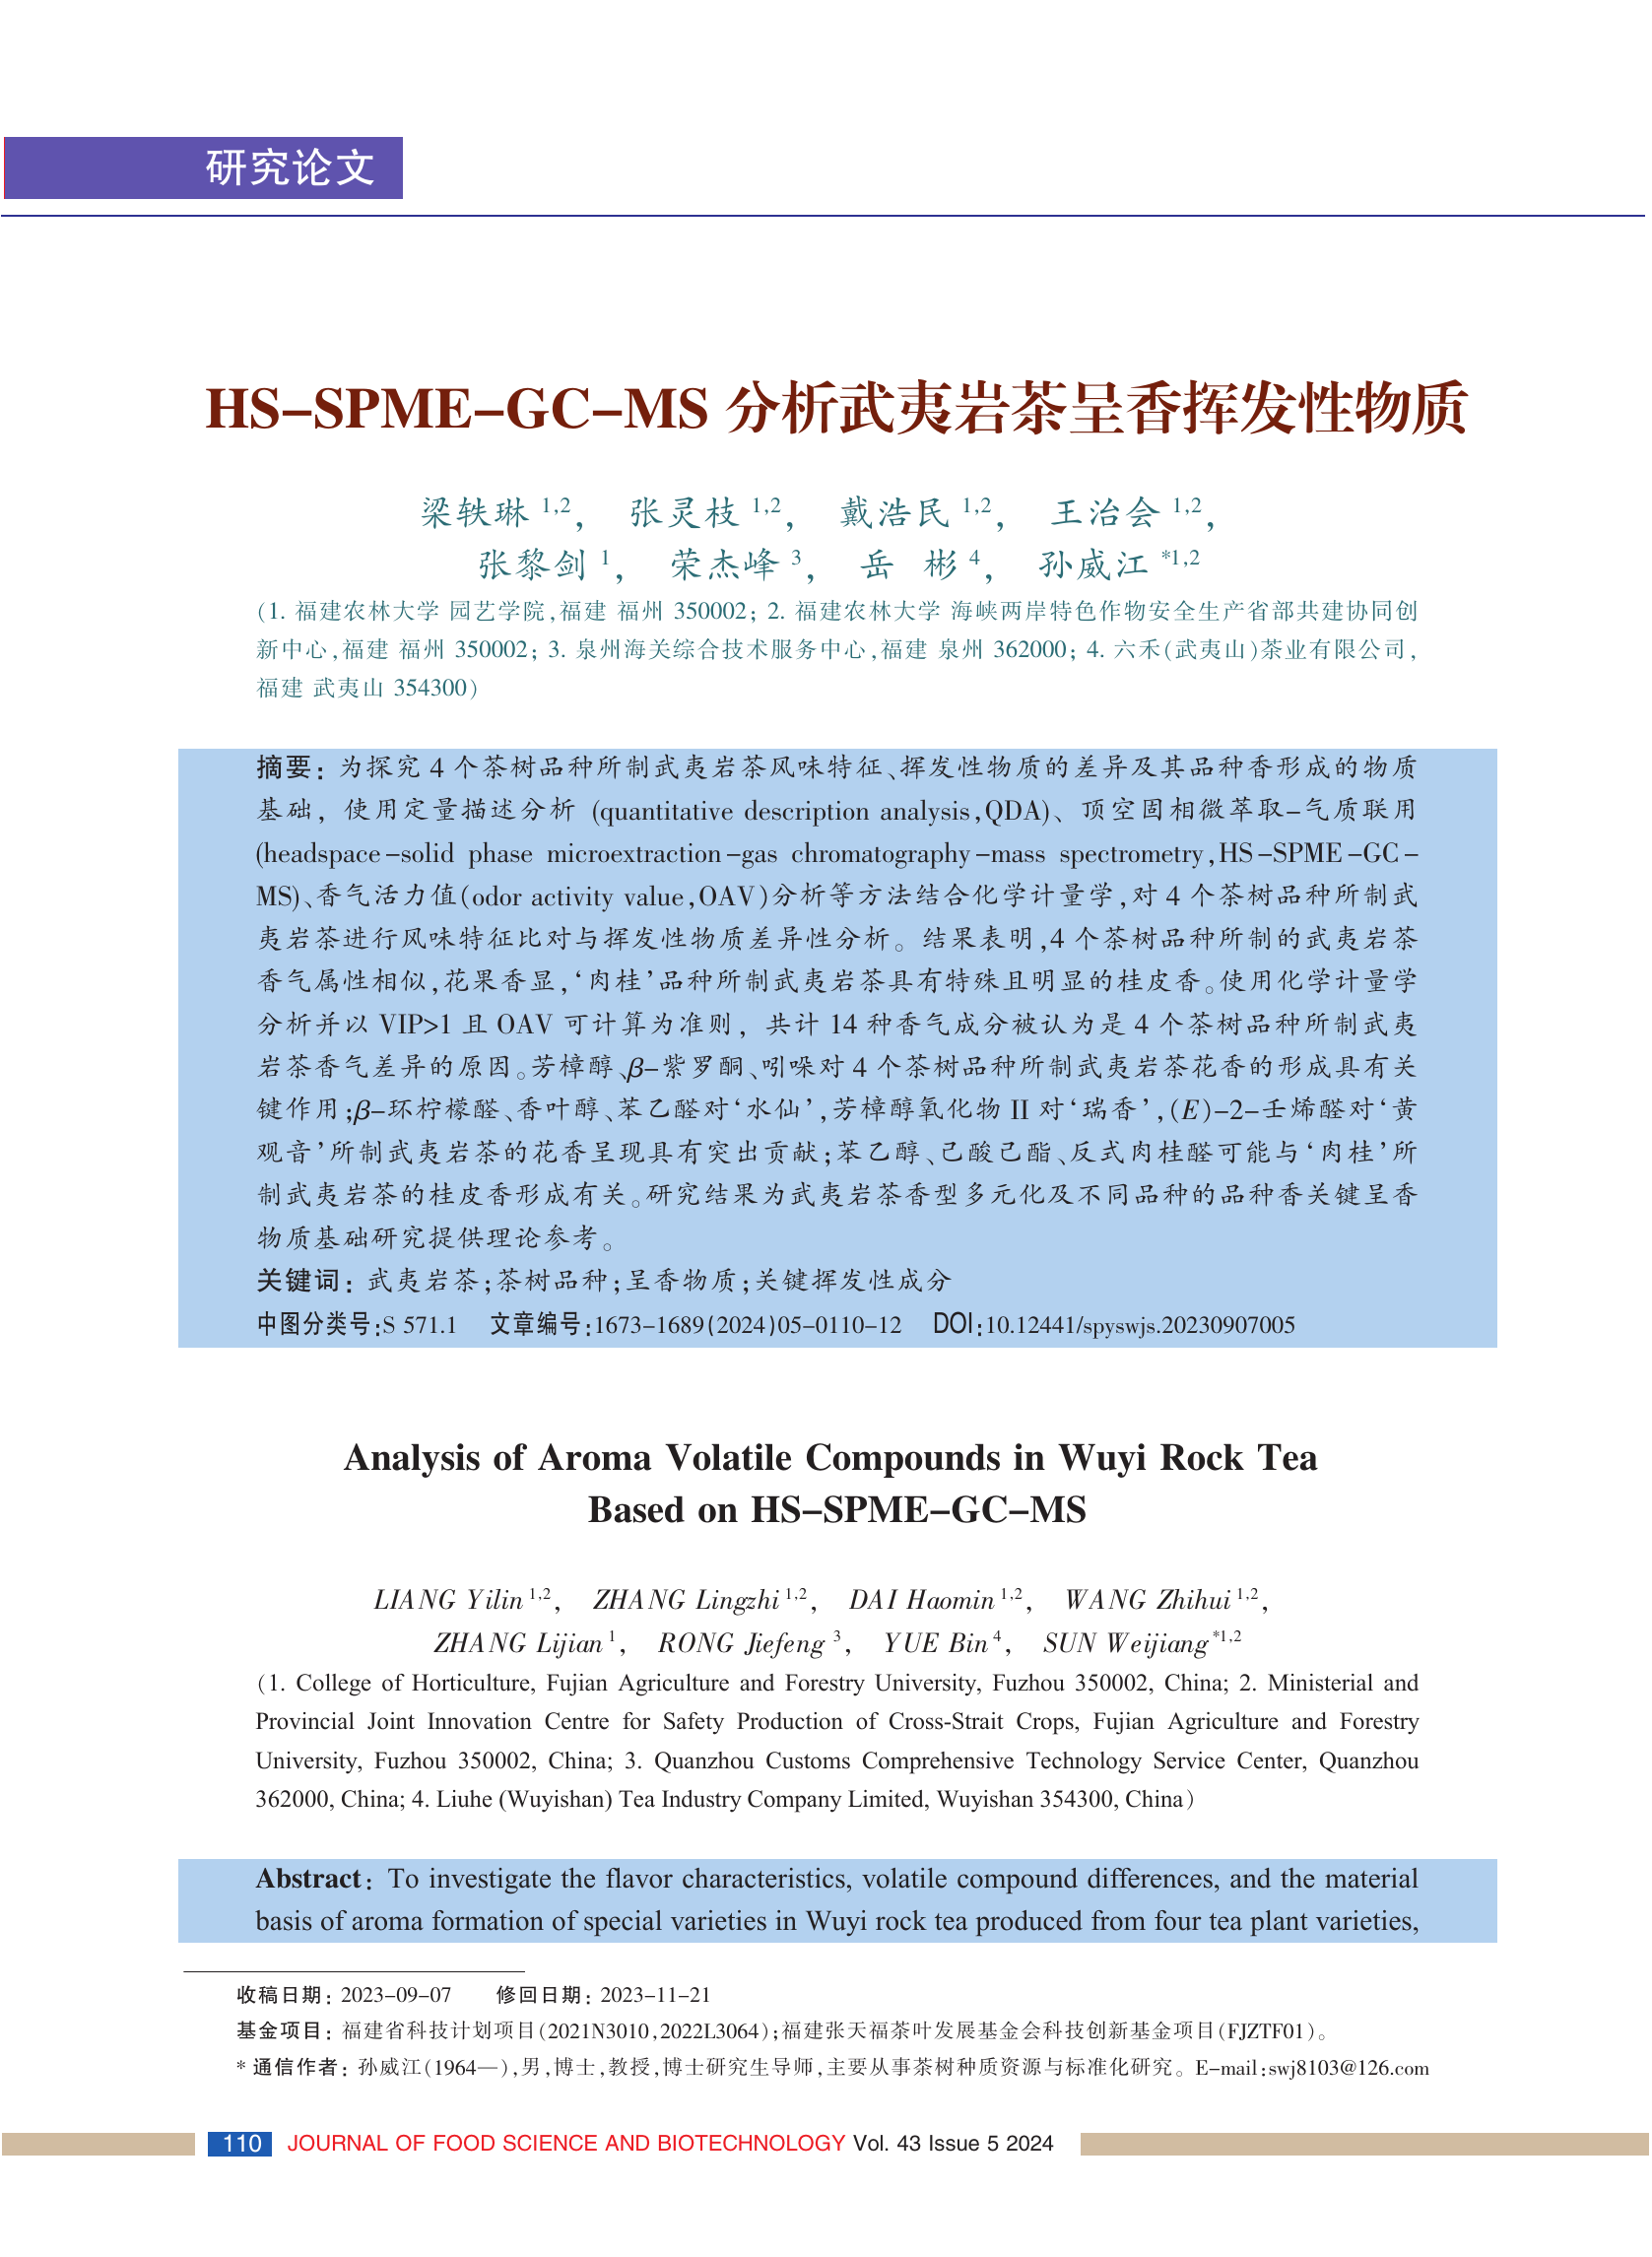 研究论文
HS–SPME–GC–MS 分析武夷岩茶呈香挥发性物质
梁轶琳 1,2， 张灵枝 1,2， 戴浩民 1,2， 王治会 1,2，
张黎剑 1， 荣杰峰 3， 岳 彬 4， 孙威江 *1,2
(1. 福建农林大学 园艺学院,福建 福州 350002; 2. 福建农林大学 海峡两岸特色作物安全生产省部共建协同创
新中心,福建 福州 350002; 3. 泉州海关综合技术服务中心,福建 泉州 362000; 4. 六禾(武夷山)茶业有限公司,
福建 武夷山 354300)
摘要: 为探究 4 个茶树品种所制武夷岩茶风味特征、挥发性物质的差异及其品种香形成的物质
基础, 使用定量描述分析 (quantitative description analysis,QDA)、顶空固相微萃取–气质联用
(headspace–solid phase microextraction–gas chromatography–mass spectrometry,HS–SPME–GC–
MS)、香气活力值(odor activity value,OAV)分析等方法结合化学计量学,对 4 个茶树品种所制武
夷岩茶进行风味特征比对与挥发性物质差异性分析。结果表明,4 个茶树品种所制的武夷岩茶
香气属性相似,花果香显,‘肉桂’品种所制武夷岩茶具有特殊且明显的桂皮香。使用化学计量学
分析并以 VIP>1 且 OAV 可计算为准则, 共计 14 种香气成分被认为是 4 个茶树品种所制武夷
岩茶香气差异的原因。芳樟醇、β–紫罗酮、吲哚对 4 个茶树品种所制武夷岩茶花香的形成具有关
键作用;β–环柠檬醛、香叶醇、苯乙醛对‘水仙’,芳樟醇氧化物 II 对‘瑞香’,(E)–2–壬烯醛对‘黄
观音’所制武夷岩茶的花香呈现具有突出贡献;苯乙醇、己酸己酯、反式肉桂醛可能与‘肉桂’所
制武夷岩茶的桂皮香形成有关。研究结果为武夷岩茶香型多元化及不同品种的品种香关键呈香
物质基础研究提供理论参考。
关键词: 武夷岩茶;茶树品种;呈香物质;关键挥发性成分
中图分类号:S 571.1 文章编号:1673–1689(2024)05–0110–12 DOI:10.12441/spyswjs.20230907005
Analysis of Aroma Volatile Compounds in Wuyi Rock Tea
Based on HS–SPME–GC–MS
LIANG Yilin 1,2, ZHANG Lingzhi 1,2, DAI Haomin 1,2, WANG Zhihui 1,2,
ZHANG Lijian 1, RONG Jiefeng 3, YUE Bin 4, SUN Weijiang *1,2
(1. College of Horticulture, Fujian Agriculture and Forestry University, Fuzhou 350002, China; 2. Ministerial and
Provincial Joint Innovation Centre for Safety Production of Cross-Strait Crops, Fujian Agriculture and Forestry
University, Fuzhou 350002, China; 3. Quanzhou Customs Comprehensive Technology Service Center, Quanzhou
362000, China; 4. Liuhe (Wuyishan) Tea Industry Company Limited, Wuyishan 354300, China)
Abstract: To investigate the flavor characteristics, volatile compound differences, and the material
basis of aroma formation of special varieties in Wuyi rock tea produced from four tea plant varieties,
收稿日期: 2023–09–07 修回日期: 2023–11–21
基金项目: 福建省科技计划项目(2021N3010,2022L3064);福建张天福茶叶发展基金会科技创新基金项目(FJZTF01)。
* 通信作者: 孙威江(1964—),男,博士,教授,博士研究生导师,主要从事茶树种质资源与标准化研究。E–mail:swj8103@126.com
110 JOURNAL OF FOOD SCIENCE AND BIOTECHNOLOGY Vol. 43 Issue 5 2024